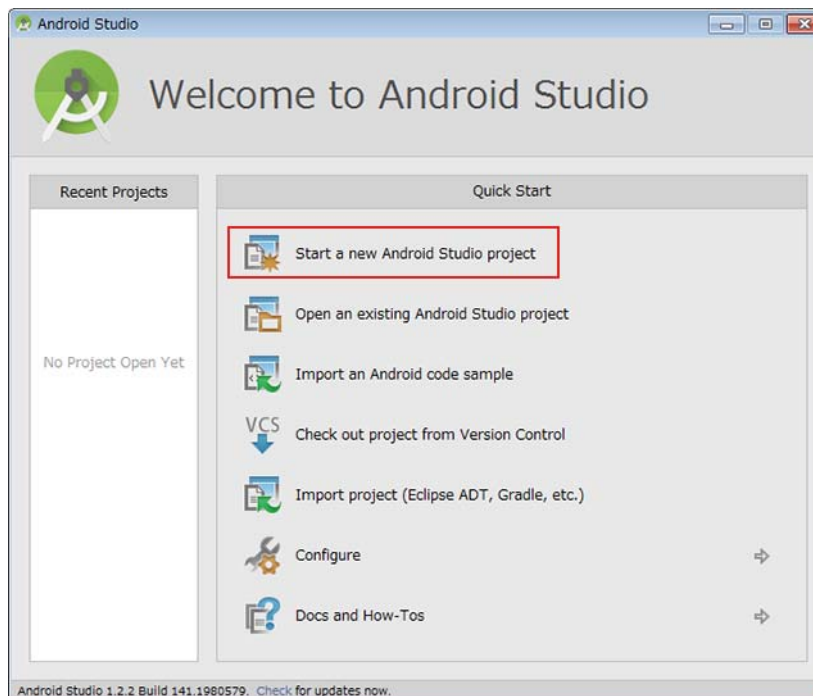 Android Studio
Welcome to Android Studio
Recent Projects
No Project Open Yet
Quick Start
Start a new Android Studio project
Open an existing Android Studio project
Import an Android code sample
VCS
Check out project from Version Control
Import project (Eclipse ADT, Gradle, etc.)
Configure
Docs and How-Tos
Android Studio 1.2.2 Build 141.1980579. Check for updates now.